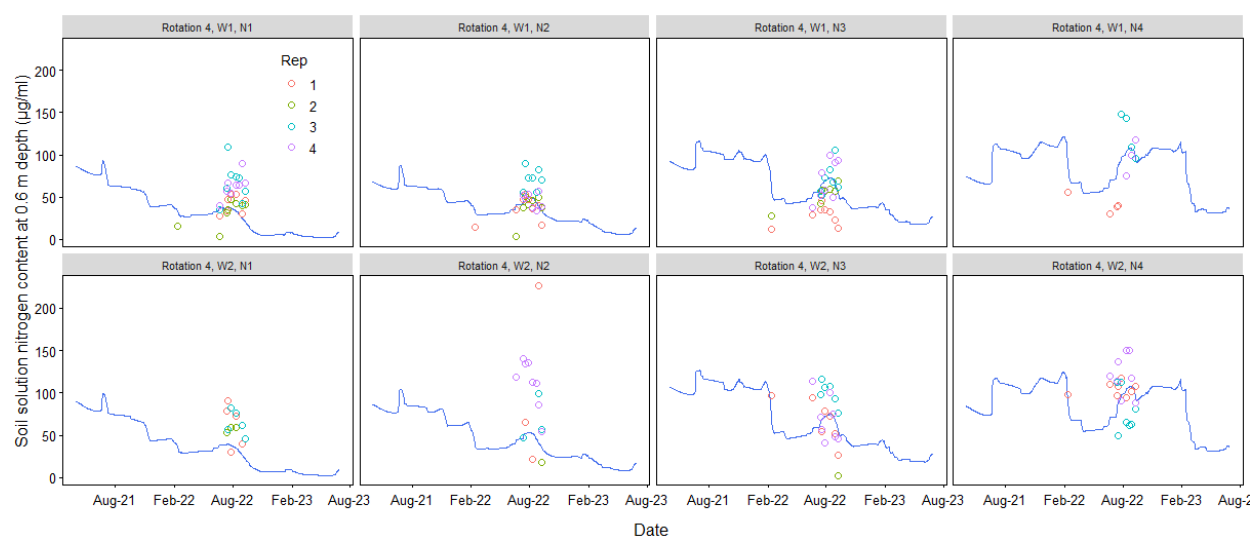 Rotation 4, W1, N1
Rotation 4, W1, N2
Rotation 4, W1, N3
Rotation 4, W1, N4
Soil solution nitrogen content at 0.6 m depth (µg/ml)
200
150
100
50
0
Rep
1
2
3
4
Rotation 4, W2, N1
Rotation 4, W2, N2
Rotation 4, W2, N3
Rotation 4, W2, N4
200
150
100
50
0
Aug-21 Feb-22 Aug-22 Feb-23 Aug-23
Aug-21 Feb-22 Aug-22 Feb-23 Aug-23
Aug-21 Feb-22 Aug-22 Feb-23 Aug-23
Aug-21 Feb-22 Aug-22 Feb-23 Aug-2
Date